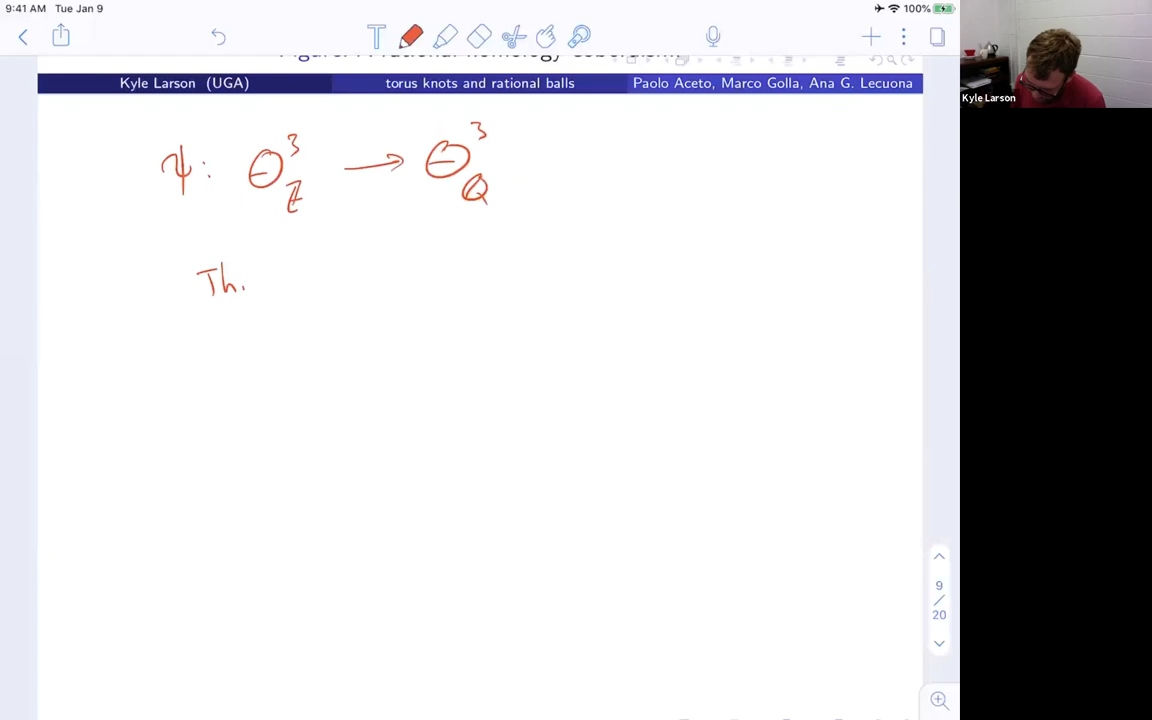 9:41 AM Tue Jan 9
100%
Kyle Larson (UGA) torus knots and rational balls Paolo Aceto, Marco Golla, Ana G. Lecuona
Kyle Larson
ψ: Θ³_Z → Θ³_Q
Th.
9
/
20